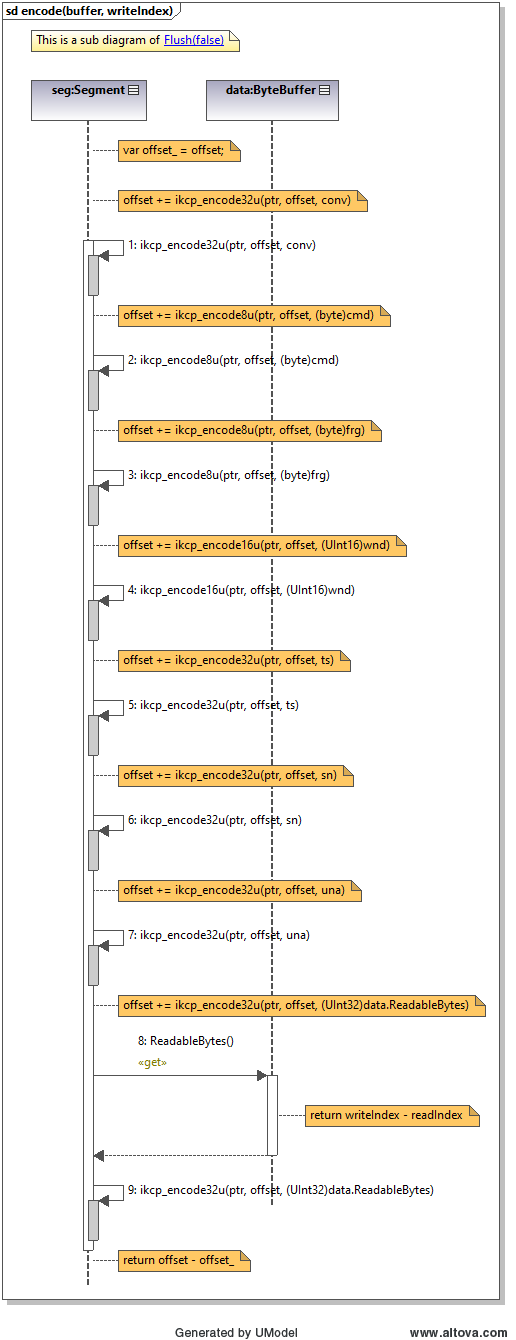 sd encode(buffer, writeIndex)
This is a sub diagram of Flush(false)
seg:Segment
data:ByteBuffer
var offset_ = offset;
offset += ikcp_encode32u(ptr, offset, conv)
1: ikcp_encode32u(ptr, offset, conv)
offset += ikcp_encode8u(ptr, offset, (byte)cmd)
2: ikcp_encode8u(ptr, offset, (byte)cmd)
offset += ikcp_encode8u(ptr, offset, (byte)frg)
3: ikcp_encode8u(ptr, offset, (byte)frg)
offset += ikcp_encode16u(ptr, offset, (UInt16)wnd)
4: ikcp_encode16u(ptr, offset, (UInt16)wnd)
offset += ikcp_encode32u(ptr, offset, ts)
5: ikcp_encode32u(ptr, offset, ts)
offset += ikcp_encode32u(ptr, offset, sn)
6: ikcp_encode32u(ptr, offset, sn)
offset += ikcp_encode32u(ptr, offset, una)
7: ikcp_encode32u(ptr, offset, una)
offset += ikcp_encode32u(ptr, offset, (UInt32)data.ReadableBytes)
8: ReadableBytes()
«get»
return writeIndex - readIndex
9: ikcp_encode32u(ptr, offset, (UInt32)data.ReadableBytes)
return offset - offset_
Generated by UModel
www.altova.com